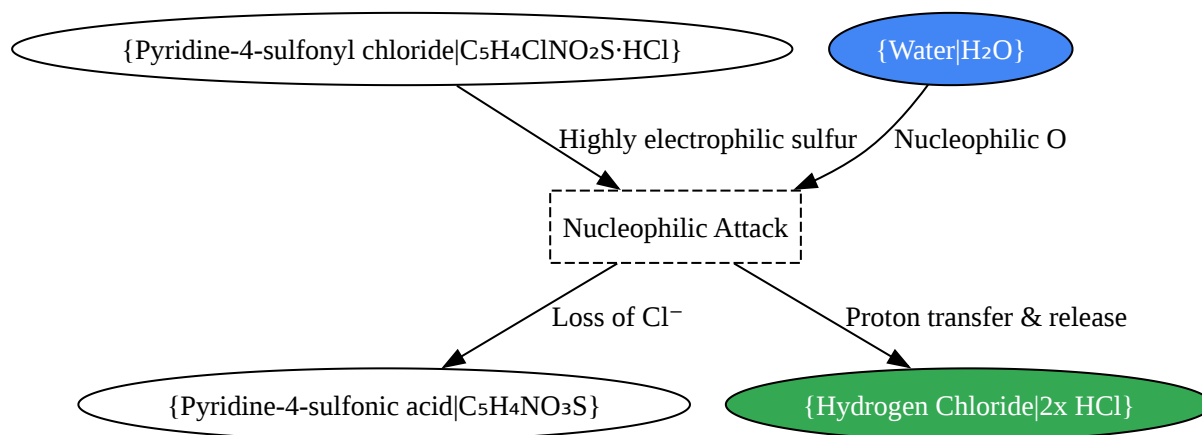 {Pyridine-4-sulfonyl chloride|C₅H₄ClNO₂S·HCl}
{Water|H₂O}
Highly electrophilic sulfur
Nucleophilic O
Nucleophilic Attack
Loss of Cl⁻
Proton transfer & release
{Pyridine-4-sulfonic acid|C₅H₄NO₃S}
{Hydrogen Chloride|2x HCl}